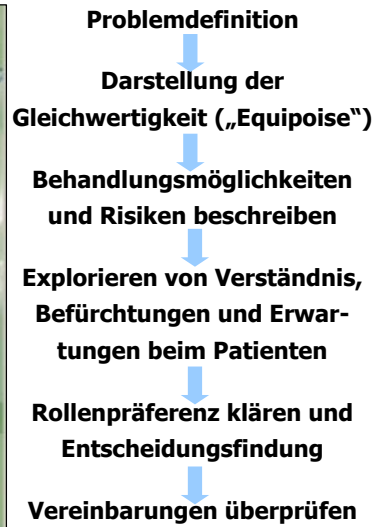 Problemdefinition
Darstellung der
Gleichwertigkeit („Equipoise“)
Behandlungsmöglichkeiten
und Risiken beschreiben
Explorieren von Verständnis,
Befürchtungen und Erwar-
tungen beim Patienten
Rollenpräferenz klären und
Entscheidungsfindung
Vereinbarungen überprüfen